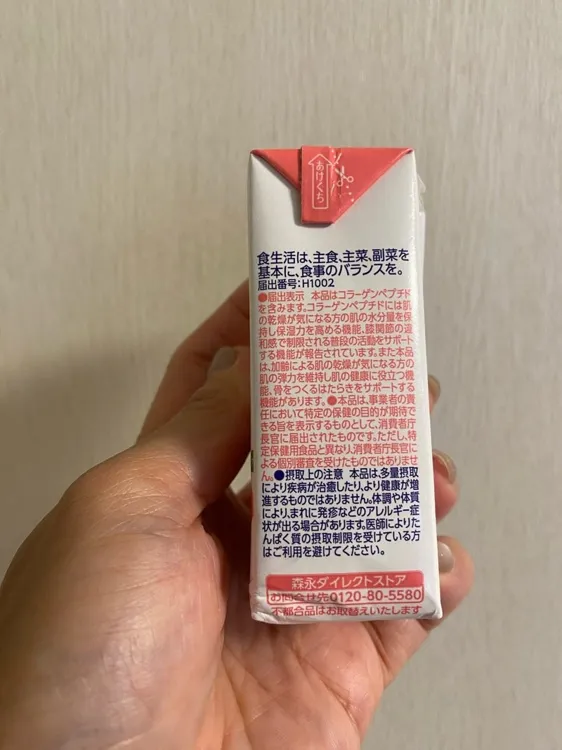 あけくち
食生活は、主食、主菜、副菜を
基本に、食事のバランスを。
届出番号:H1002
●届出表示 本品はコラーゲンペプチド
を含みます。コラーゲンペプチドには肌
の乾燥が気になる方の肌の水分量を保
持し保湿力を高める機能、膝関節の違
和感で制限される普段の活動をサポート
する機能が報告されています。また本品
は、加齢による肌の乾燥が気になる方の
肌の弾力を維持し肌の健康に役立つ機
能、骨をつくるはたらきをサポートする
機能があります。●本品は、事業者の責
任において特定の保健の目的が期待で
きる旨を表示するものとして、消費者庁
長官に届出されたものです。ただし、特
定保健用食品と異なり、消費者庁長官に
よる個別審査を受けたものではありませ
ん。●摂取上の注意 本品は、多量摂取
により疾病が治癒したり、より健康が増
進するものではありません。体調や体質
により、まれに発疹などのアレルギー症
状が出る場合があります。医師によりた
んぱく質の摂取制限を受けている方
はご利用を避けてください。
森永ダイレクトストア
お問合せ先0120-80-5580
不都合品はお取替えいたします